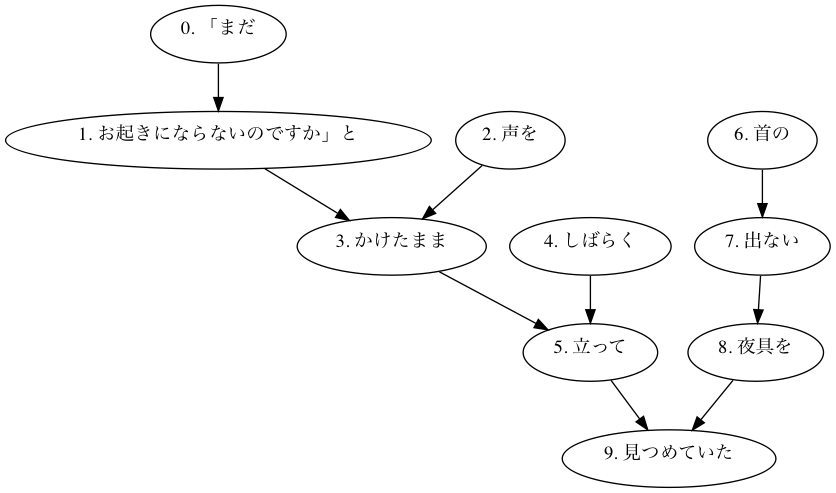 0. 「まだ
1. お起きにならないのですか」と
2. 声を
6. 首の
3. かけたまま
4. しばらく
7. 出ない
5. 立って
8. 夜具を
9. 見つめていた